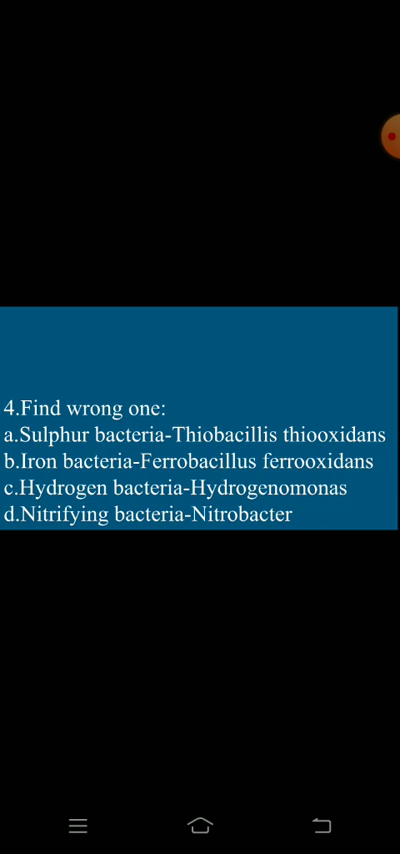 4.Find wrong one:
a.Sulphur bacteria-Thiobacillis thiooxidans
b.Iron bacteria-Ferrobacillus ferrooxidans
c.Hydrogen bacteria-Hydrogenomonas
d.Nitrifying bacteria-Nitrobacter